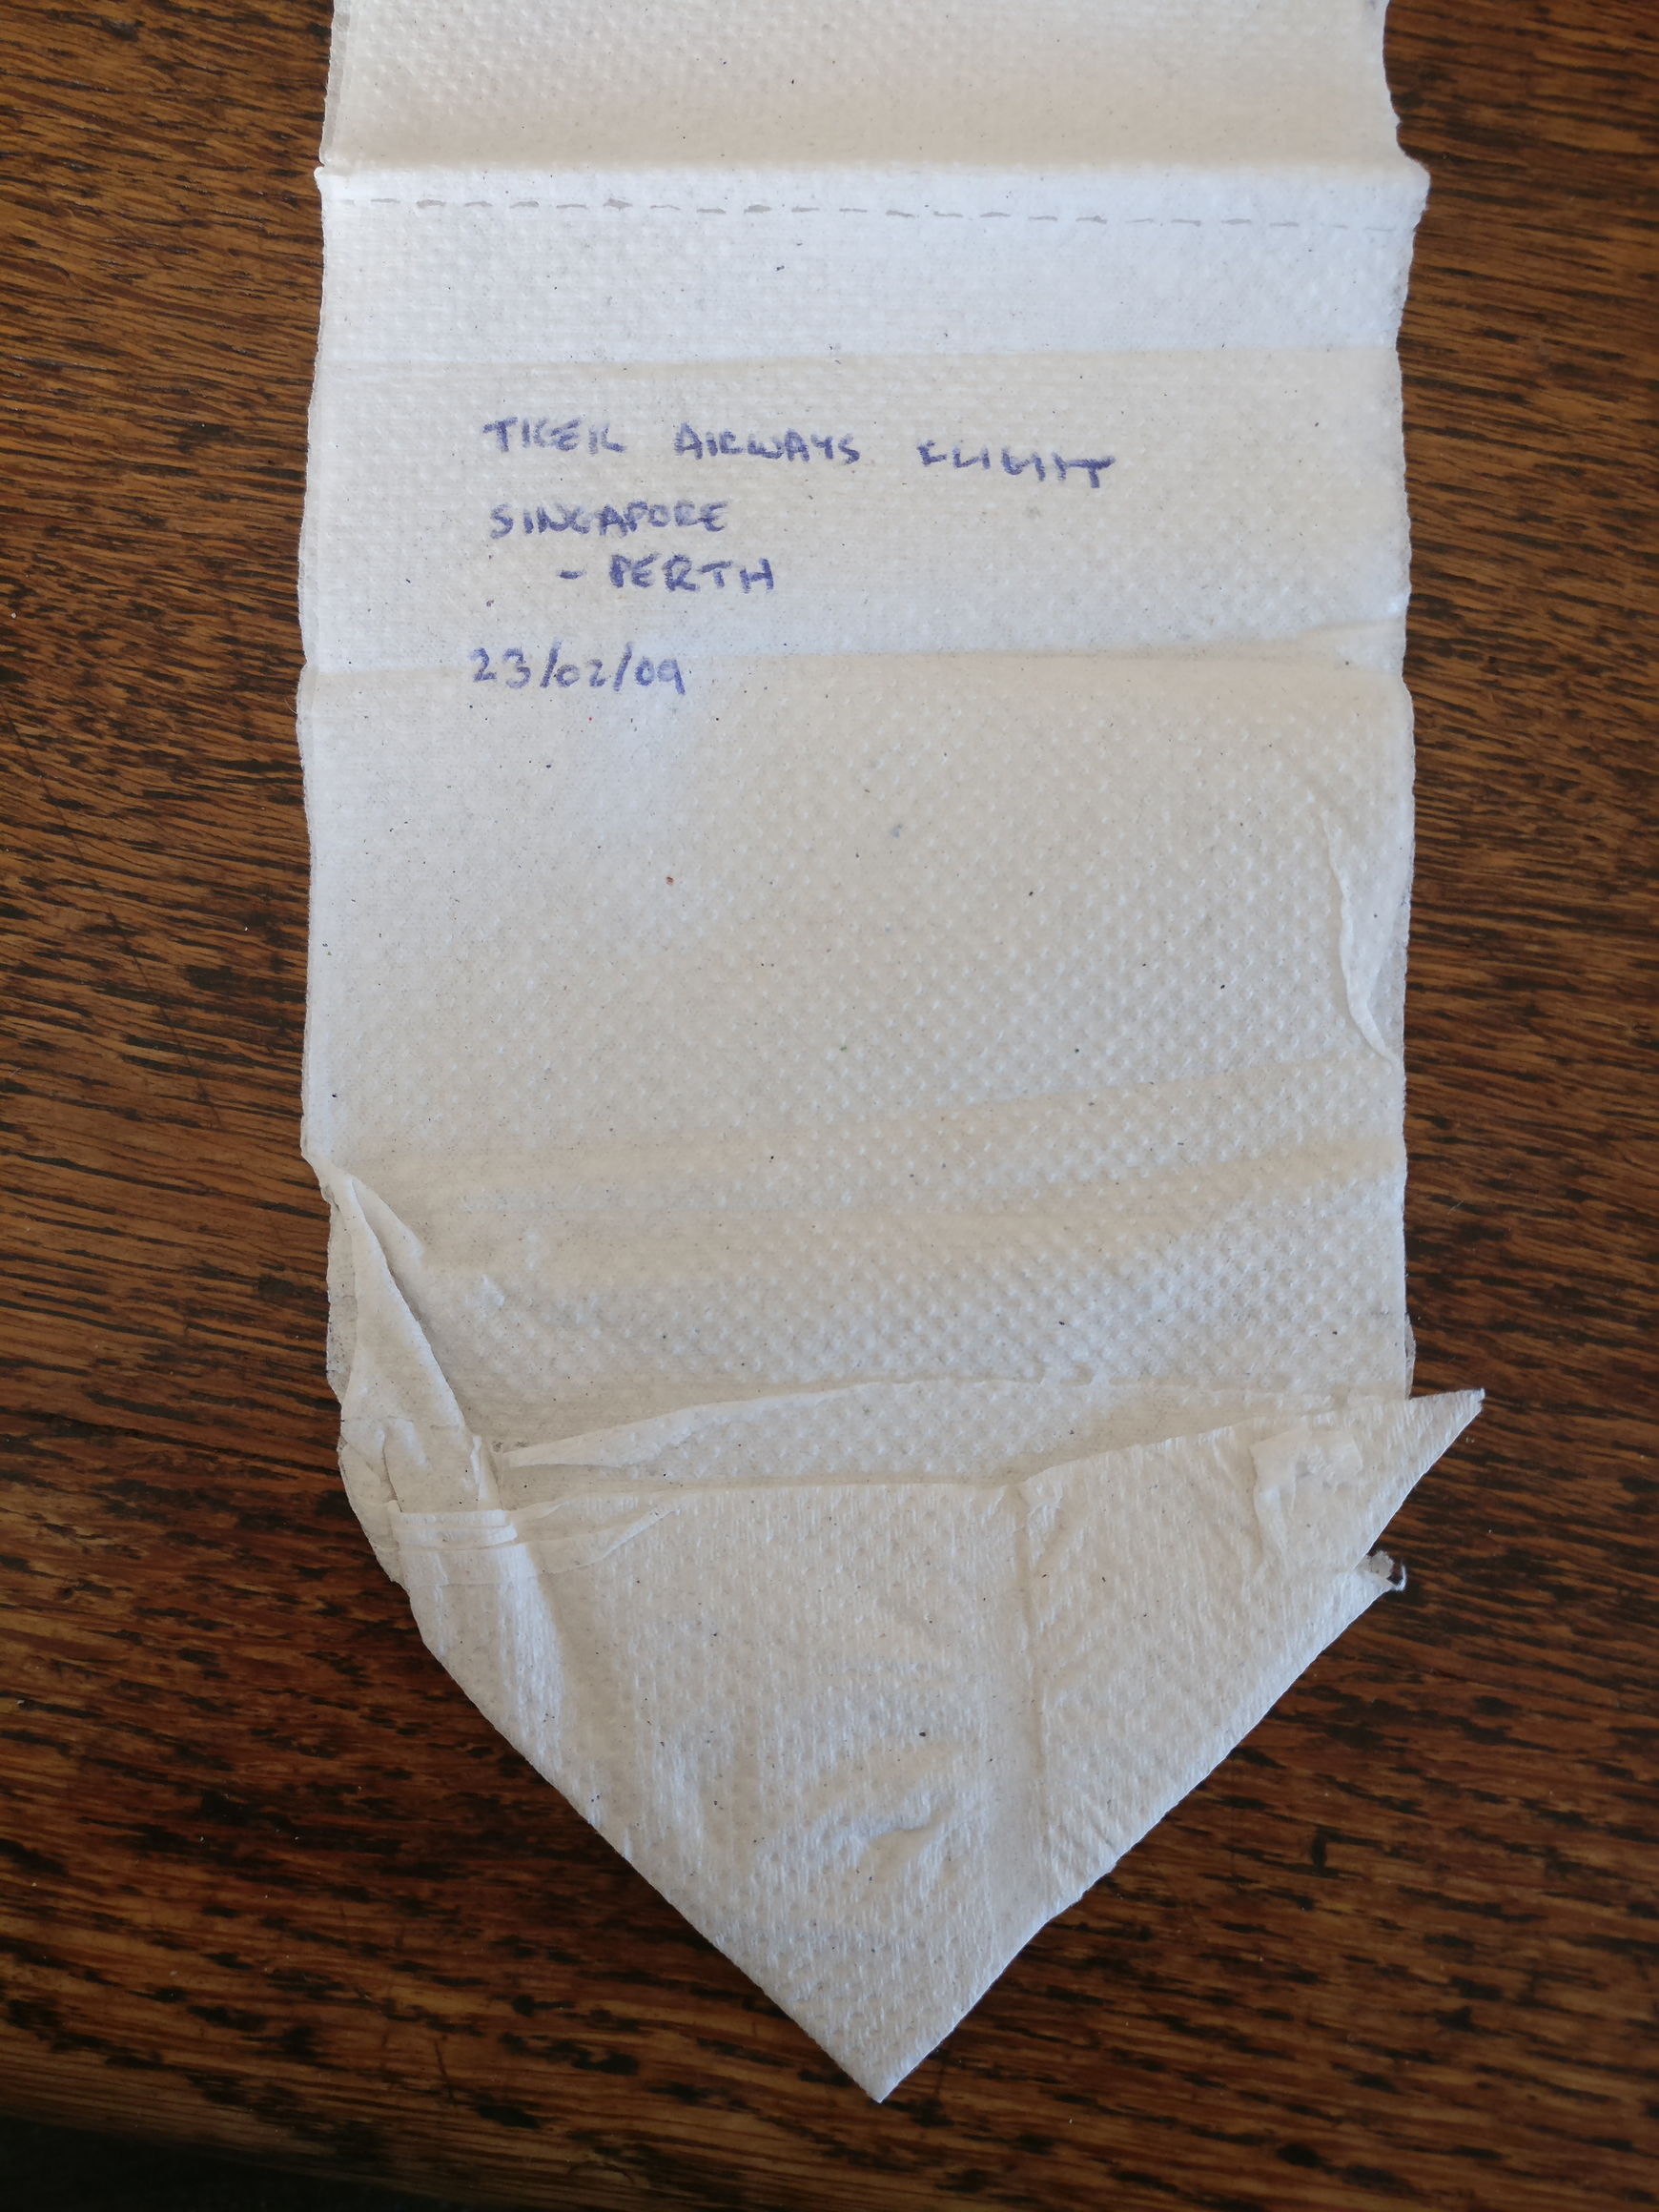 TIGER AIRWAYS FLIGHT
SINGAPORE
- PERTH
23/02/09